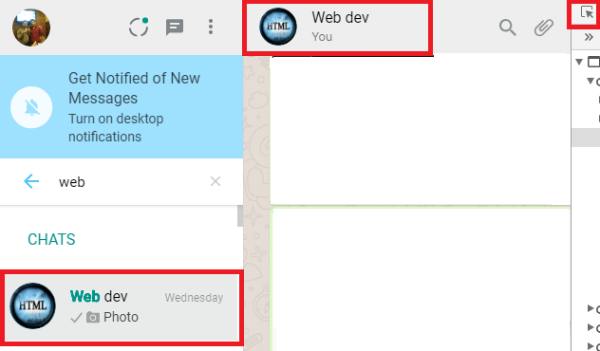 Get Notified of New
Messages
Turn on desktop
notifications
web
CHATS
HTML
Web dev
Wednesday
Photo
HTML
Web dev
You